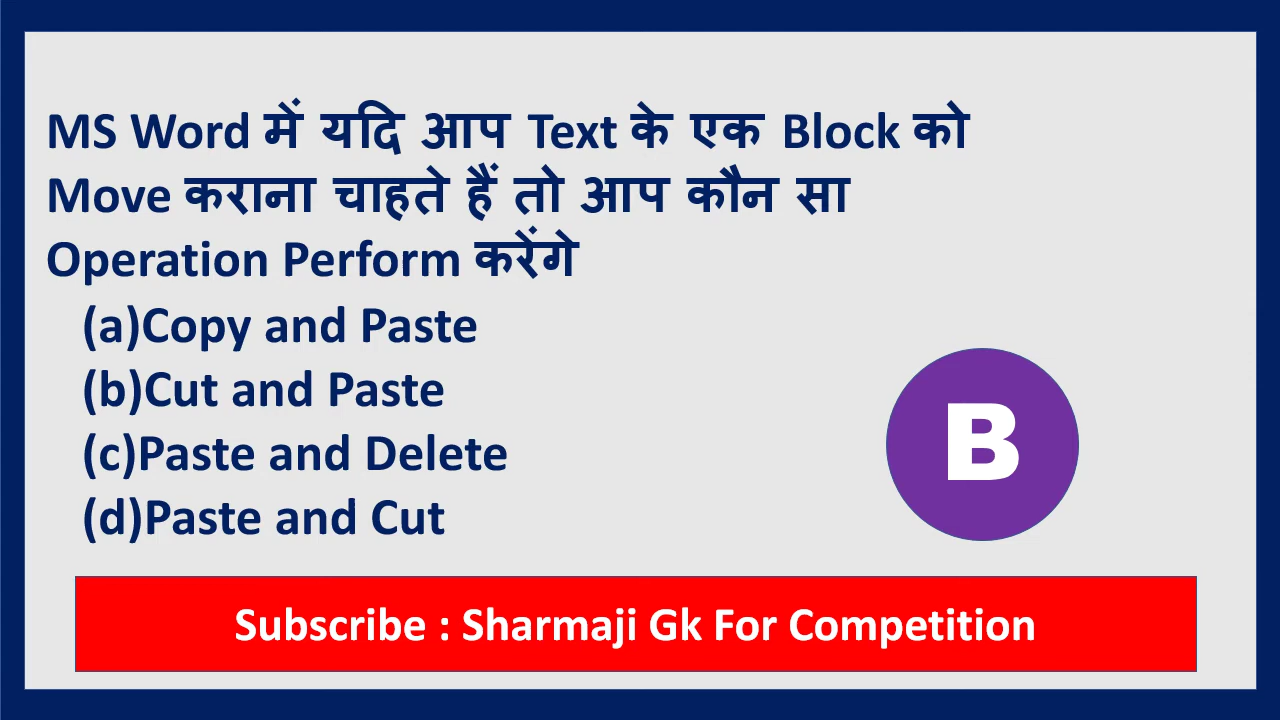 MS Word में यदि आप Text के एक Block को
Move कराना चाहते हैं तो आप कौन सा
Operation Perform करेंगे
(a)Copy and Paste
(b)Cut and Paste
(c)Paste and Delete
(d)Paste and Cut
B
Subscribe : Sharmaji Gk For Competition